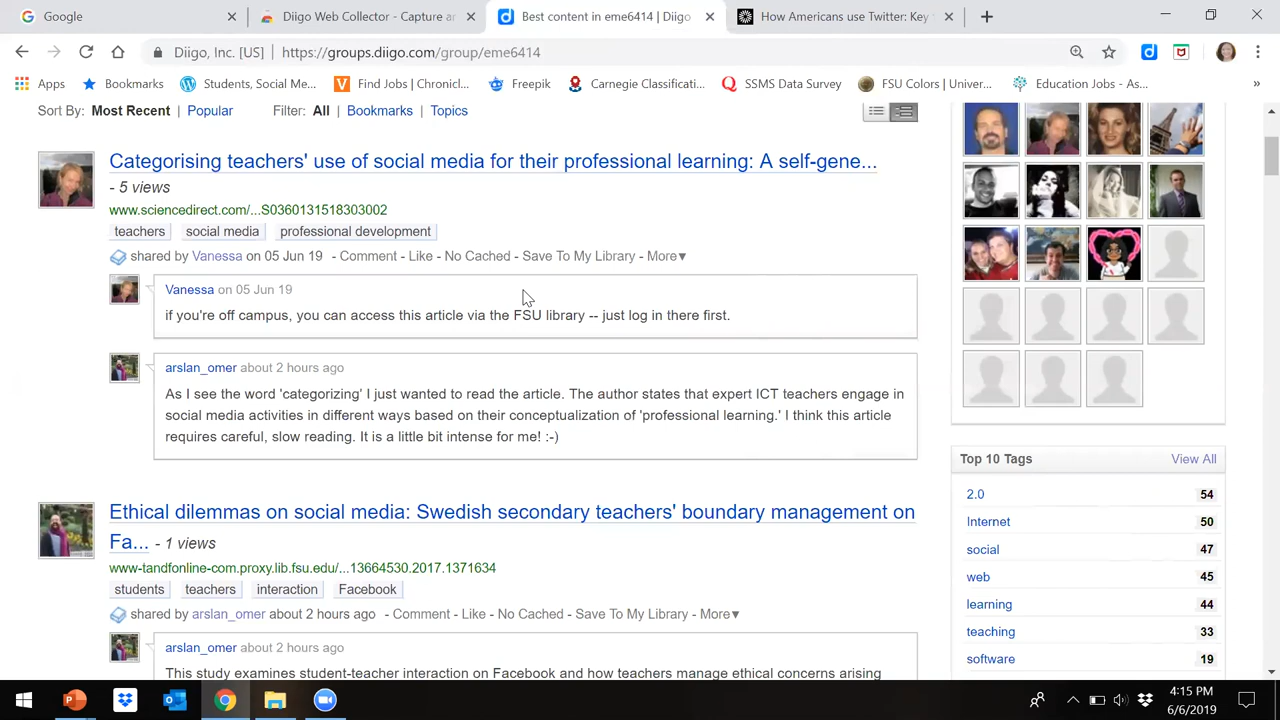 Google
Diigo Web Collector - Capture a
Best content in eme6414 | Diigo
How Americans use Twitter: Key
Diigo, Inc. [US] | https://groups.diigo.com/group/eme6414
Apps Bookmarks Students, Social Me... Find Jobs | Chronicl... Freepik Carnegie Classificati... SSMS Data Survey FSU Colors | Univer... Education Jobs - As... »
Sort By: Most Recent Popular Filter: All Bookmarks Topics
Categorising teachers' use of social media for their professional learning: A self-gene...
- 5 views
www.sciencedirect.com/...S0360131518303002
teachers social media professional development
shared by Vanessa on 05 Jun 19 - Comment - Like - No Cached - Save To My Library - More▼
Vanessa on 05 Jun 19
if you're off campus, you can access this article via the FSU library -- just log in there first.
arslan_omer about 2 hours ago
As I see the word 'categorizing' I just wanted to read the article. The author states that expert ICT teachers engage in
social media activities in different ways based on their conceptualization of 'professional learning.' I think this article
requires careful, slow reading. It is a little bit intense for me! :-)
Ethical dilemmas on social media: Swedish secondary teachers' boundary management on
Fa... - 1 views
www-tandfonline-com.proxy.lib.fsu.edu/...13664530.2017.1371634
students teachers interaction Facebook
shared by arslan_omer about 2 hours ago - Comment - Like - No Cached - Save To My Library - More▼
arslan_omer about 2 hours ago
This study examines student-teacher interaction on Facebook and how teachers manage ethical concerns arising
Top 10 Tags View All
2.0 54
Internet 50
social 47
web 45
learning 44
teaching 33
software 19
4:15 PM
6/6/2019